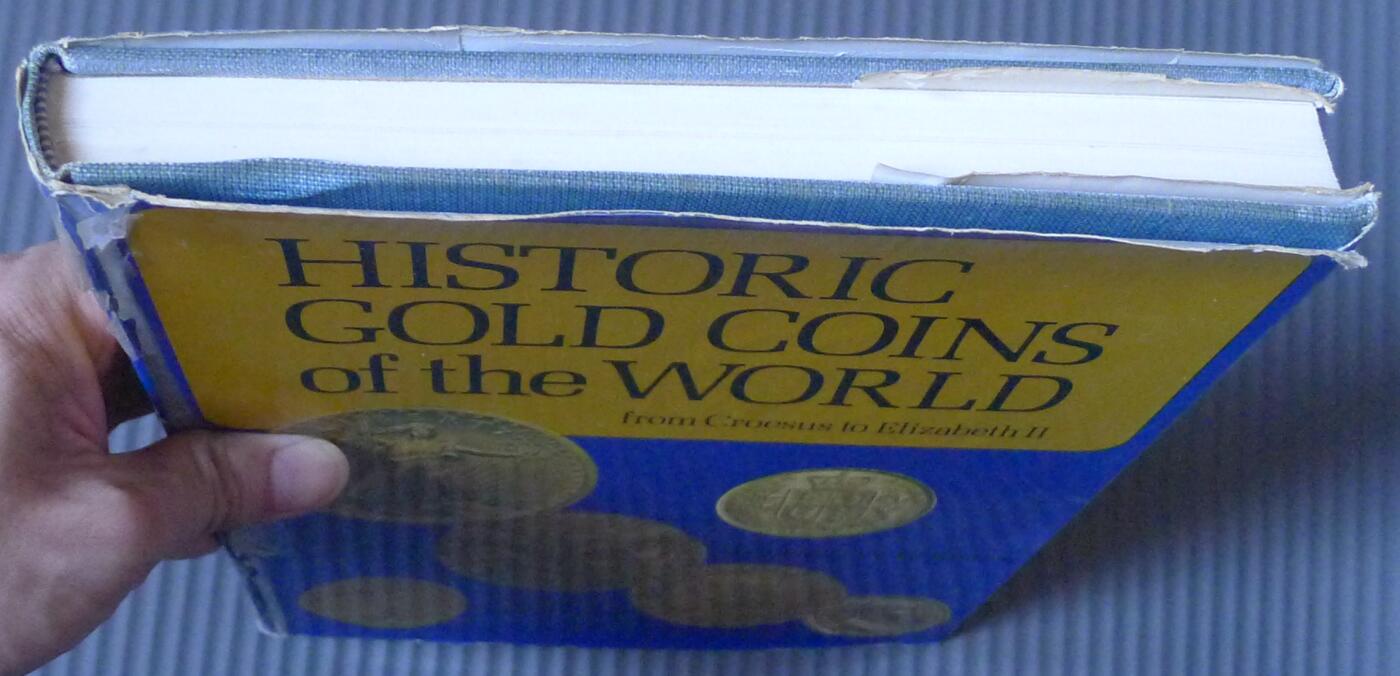 HISTORIC
GOLD COINS
of the WORLD
from Croesus to Elizabeth II